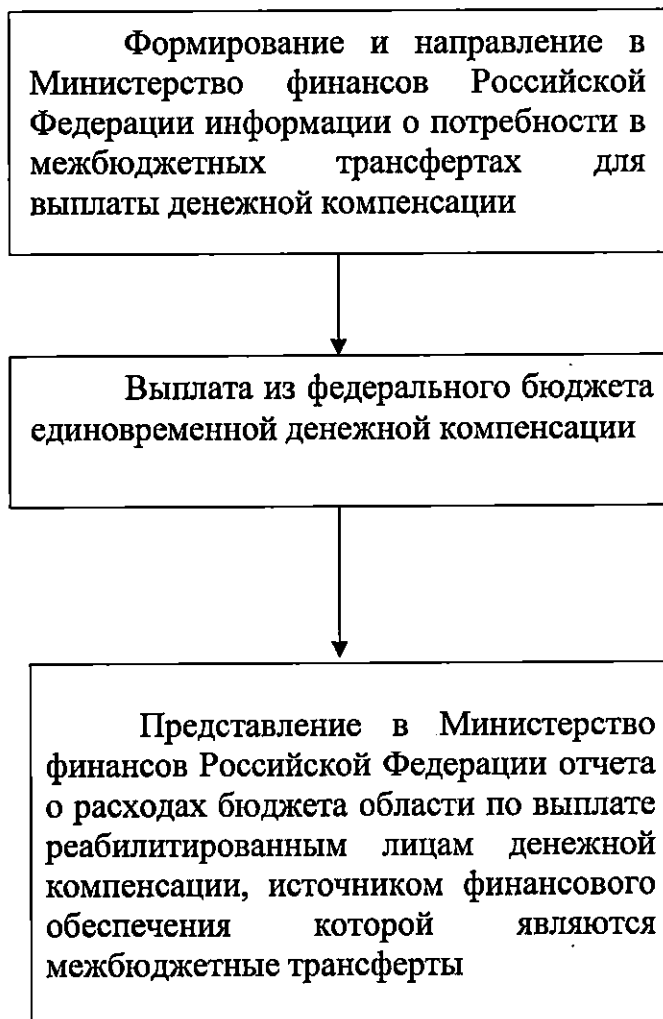 Формирование и направление в
Министерство финансов Российской
Федерации информации о потребности в
межбюджетных трансфертах для
выплаты денежной компенсации
Выплата из федерального бюджета
единовременной денежной компенсации
Представление в Министерство
финансов Российской Федерации отчета
о расходах бюджета области по выплате
реабилитированным лицам денежной
компенсации, источником финансового
обеспечения которой являются
межбюджетные трансферты